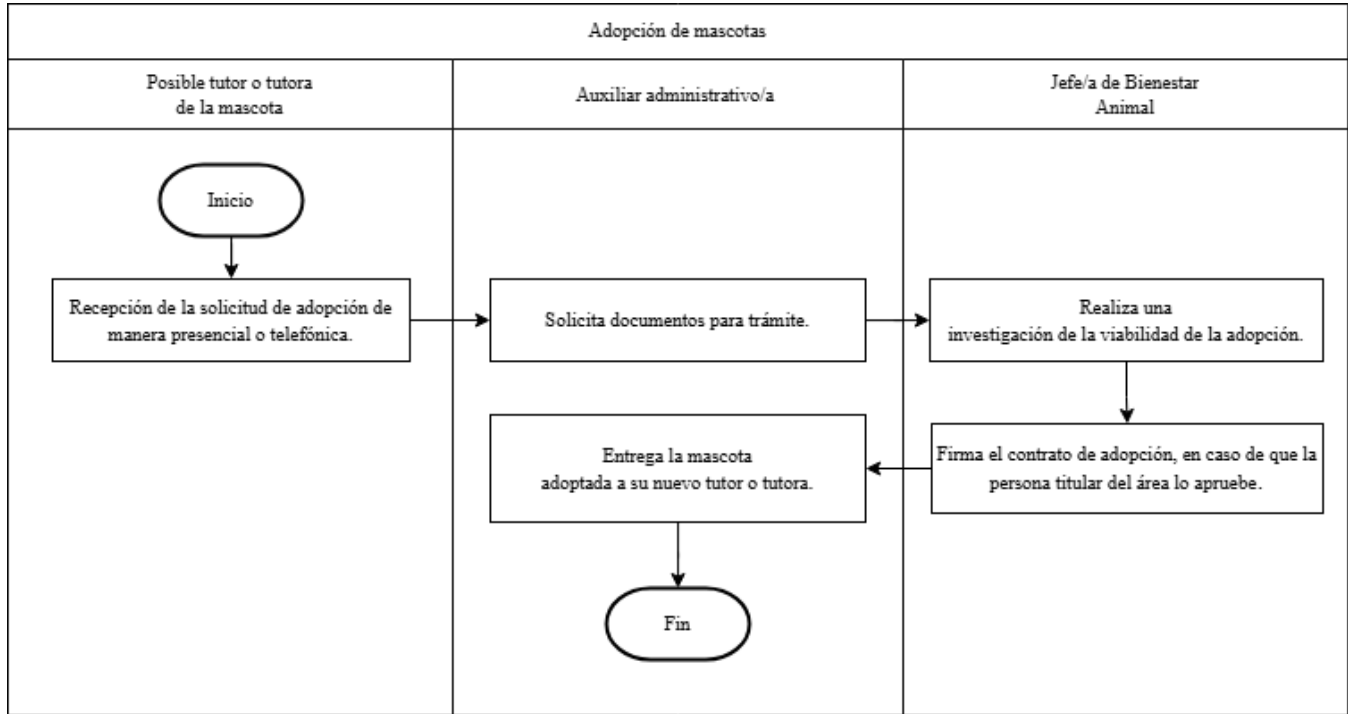 Adopción de mascotas
Posible tutor o tutora
de la mascota
Auxiliar administrativo/a
Jefe/a de Bienestar
Animal
Inicio
Recepción de la solicitud de adopción de
manera presencial o telefónica.
Solicita documentos para trámite.
Realiza una
investigación de la viabilidad de la adopción.
Firma el contrato de adopción, en caso de que la
persona titular del área lo apruebe.
Entrega la mascota
adoptada a su nuevo tutor o tutora.
Fin